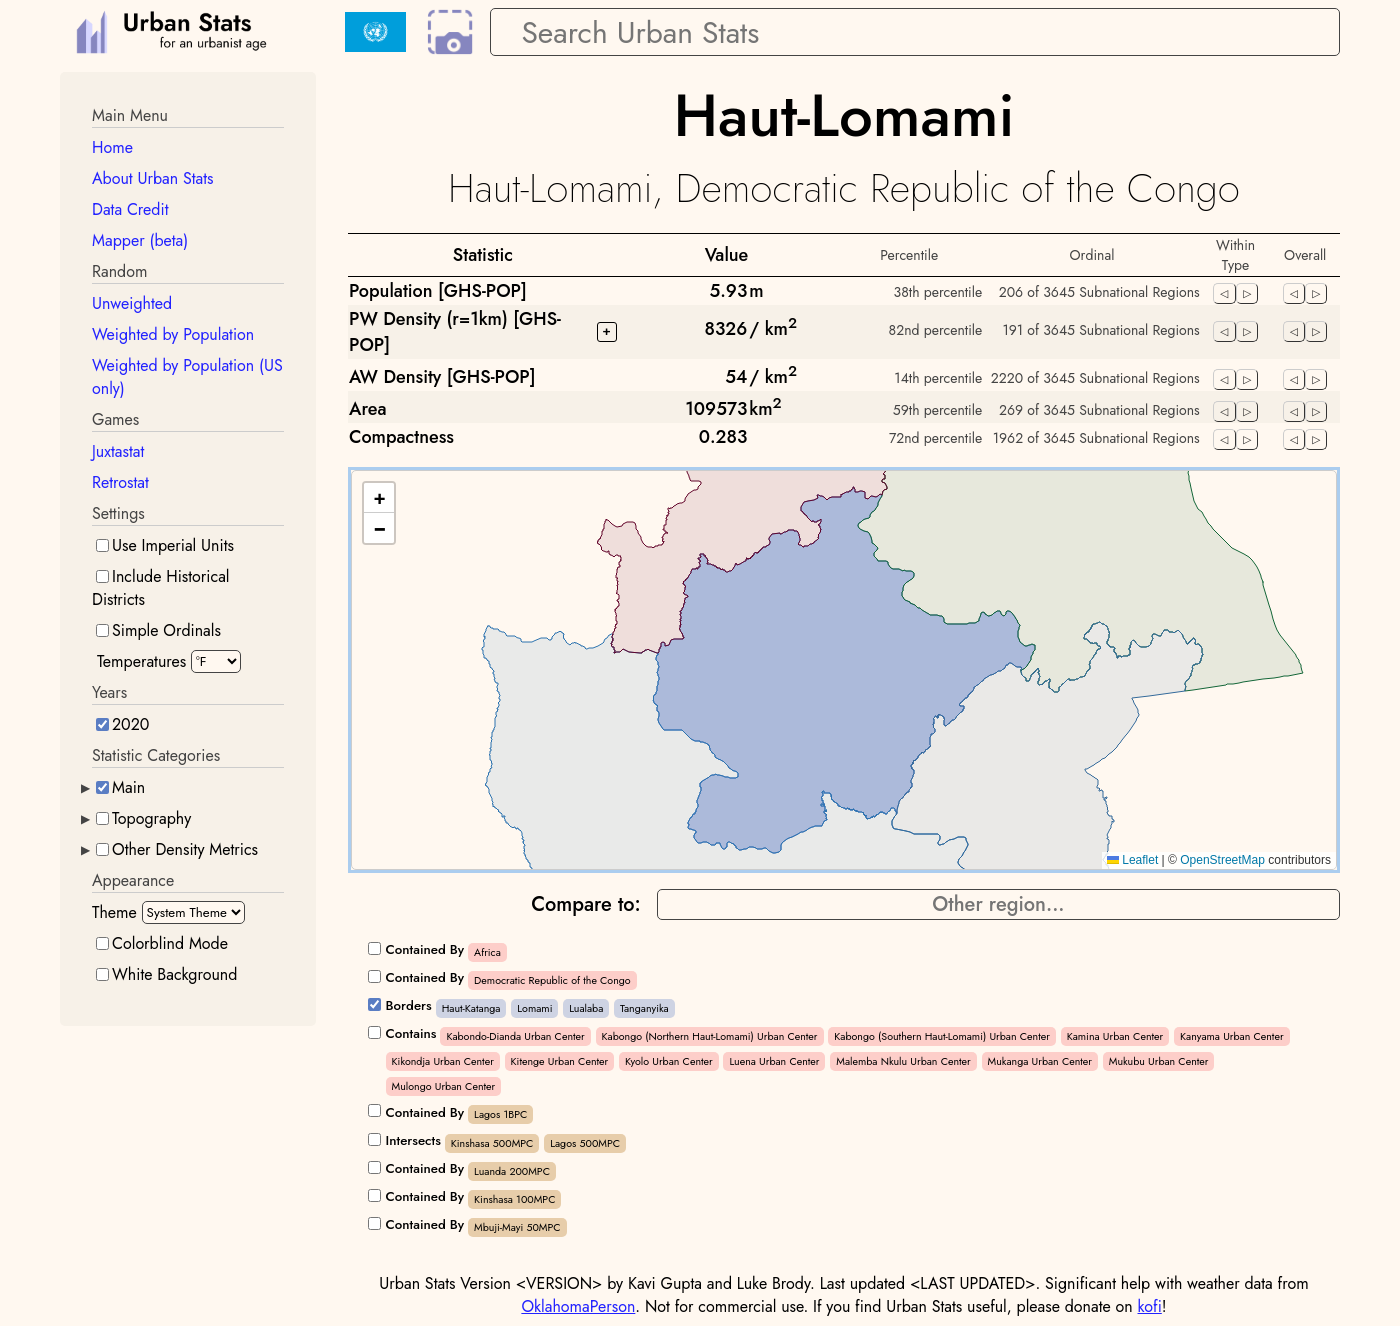 Urban Stats
for an urbanist age
Search Urban Stats
Main Menu
Home
About Urban Stats
Data Credit
Mapper (beta)
Random
Unweighted
Weighted by Population
Weighted by Population (US
only)
Games
Juxtastat
Retrostat
Settings
Use Imperial Units
Include Historical
Districts
Simple Ordinals
Temperatures °F
Years
2020
Statistic Categories
Main
Topography
Other Density Metrics
Appearance
Theme System Theme
Colorblind Mode
White Background
Haut-Lomami
Haut-Lomami, Democratic Republic of the Congo
Statistic Value Percentile Ordinal Within Type Overall
Population [GHS-POP] 5.93 m 38th percentile 206 of 3645 Subnational Regions
PW Density (r=1km) [GHS-
POP] + 8326 / km2 82nd percentile 191 of 3645 Subnational Regions
AW Density [GHS-POP] 54 / km2 14th percentile 2220 of 3645 Subnational Regions
Area 109573 km2 59th percentile 269 of 3645 Subnational Regions
Compactness 0.283 72nd percentile 1962 of 3645 Subnational Regions
+
−
Leaflet | © OpenStreetMap contributors
Compare to: Other region...
Contained By Africa
Contained By Democratic Republic of the Congo
Borders Haut-Katanga Lomami Lualaba Tanganyika
Contains Kabondo-Dianda Urban Center Kabongo (Northern Haut-Lomami) Urban Center Kabongo (Southern Haut-Lomami) Urban Center Kamina Urban Center Kanyama Urban Center
Kikondja Urban Center Kitenge Urban Center Kyolo Urban Center Luena Urban Center Malemba Nkulu Urban Center Mukanga Urban Center Mukubu Urban Center
Mulongo Urban Center
Contained By Lagos 1BPC
Intersects Kinshasa 500MPC Lagos 500MPC
Contained By Luanda 200MPC
Contained By Kinshasa 100MPC
Contained By Mbuji-Mayi 50MPC
Urban Stats Version <VERSION> by Kavi Gupta and Luke Brody. Last updated <LAST UPDATED>. Significant help with weather data from
OklahomaPerson. Not for commercial use. If you find Urban Stats useful, please donate on kofi!